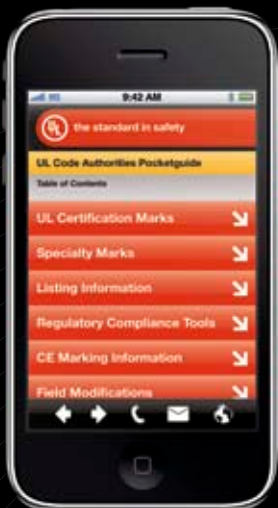 9:42 AM
UL the standard in safety
UL Code Authorities Pocketguide
Table of Contents
UL Certification Marks
Specialty Marks
Listing Information
Regulatory Compliance Tools
CE Marking Information
Field Modifications